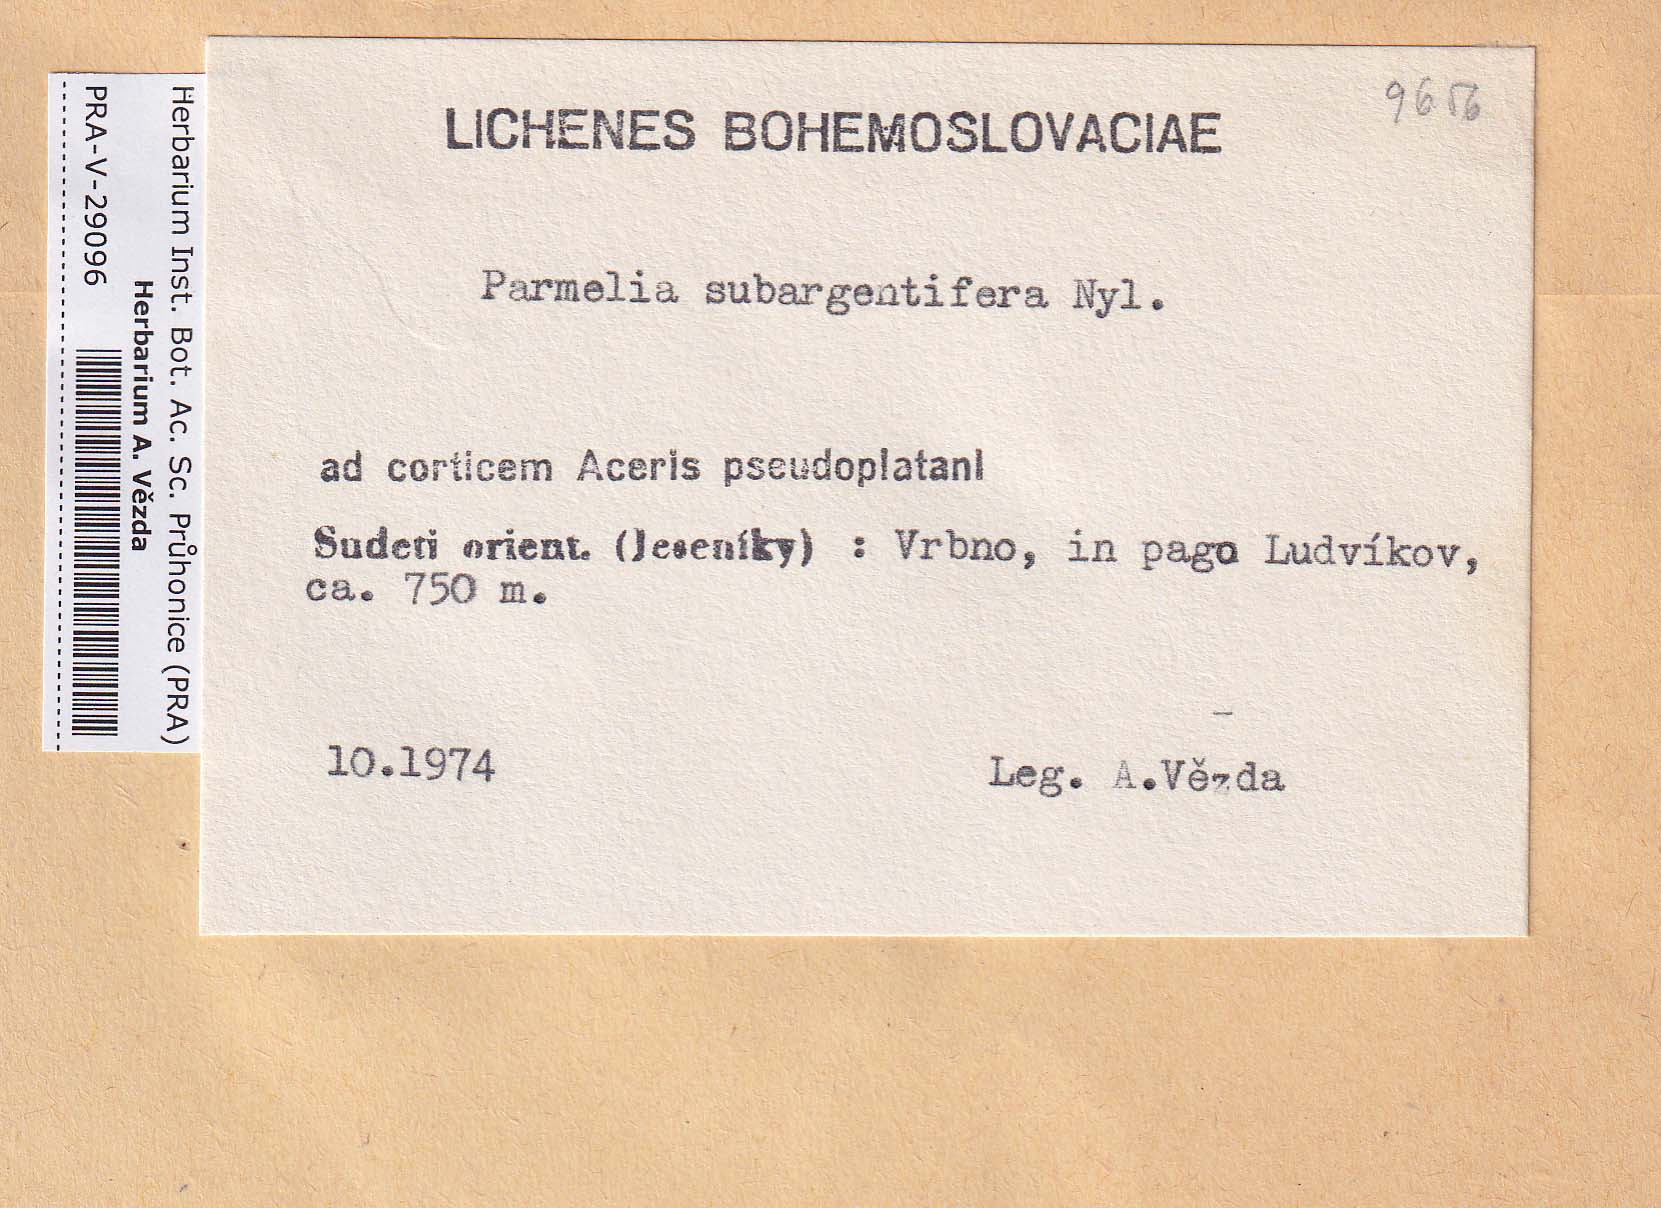 Herbarium Inst. Bot. Ac. Sc. Průhonice (PRA)
Herbarium A. Vězda
PRA-V-29096
9656
LICHENES BOHEMOSLOVACIAE
Parmelia subargentifera Nyl.
ad corticem Aceris pseudoplatani
Sudeti orient. (Jeseníky) : Vrbno, in pago Ludvíkov,
ca. 750 m.
10.1974
Leg. A.Vězda